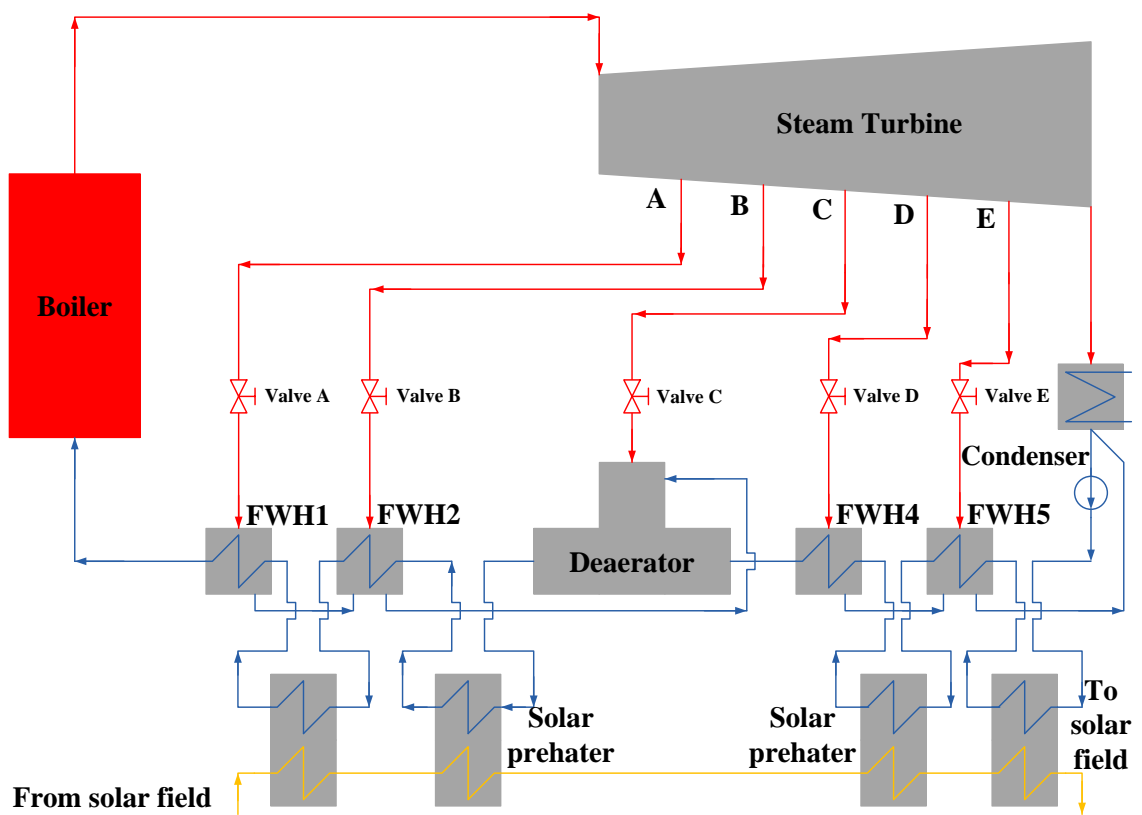 Steam Turbine
A
B
C
D
E
Boiler
Valve A
Valve B
Valve C
Valve D
Valve E
Condenser
FWH1
FWH2
FWH4
FWH5
Deaerator
Solar
prehater
Solar
prehater
To
solar
field
From solar field